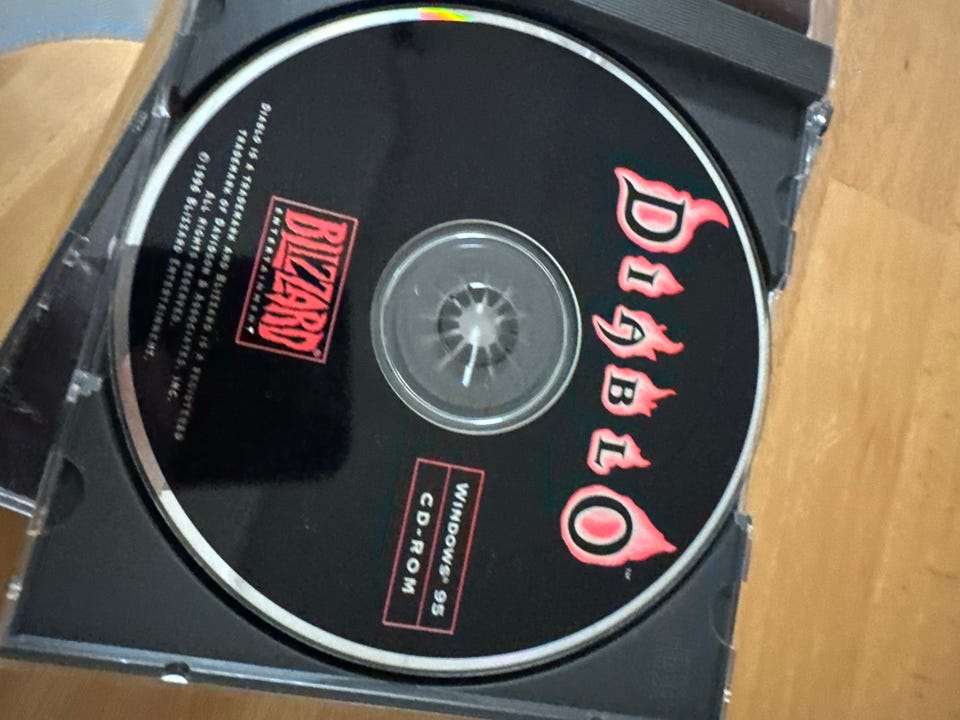 DIABLO™
WINDOWS® 95
CD-ROM
BLIZZARD®
ENTERTAINMENT
DIABLO IS A TRADEMARK AND BLIZZARD IS A REGISTERED
TRADEMARK OF DAVIDSON & ASSOCIATES, INC.
ALL RIGHTS RESERVED.
©1996 BLIZZARD ENTERTAINMENT.